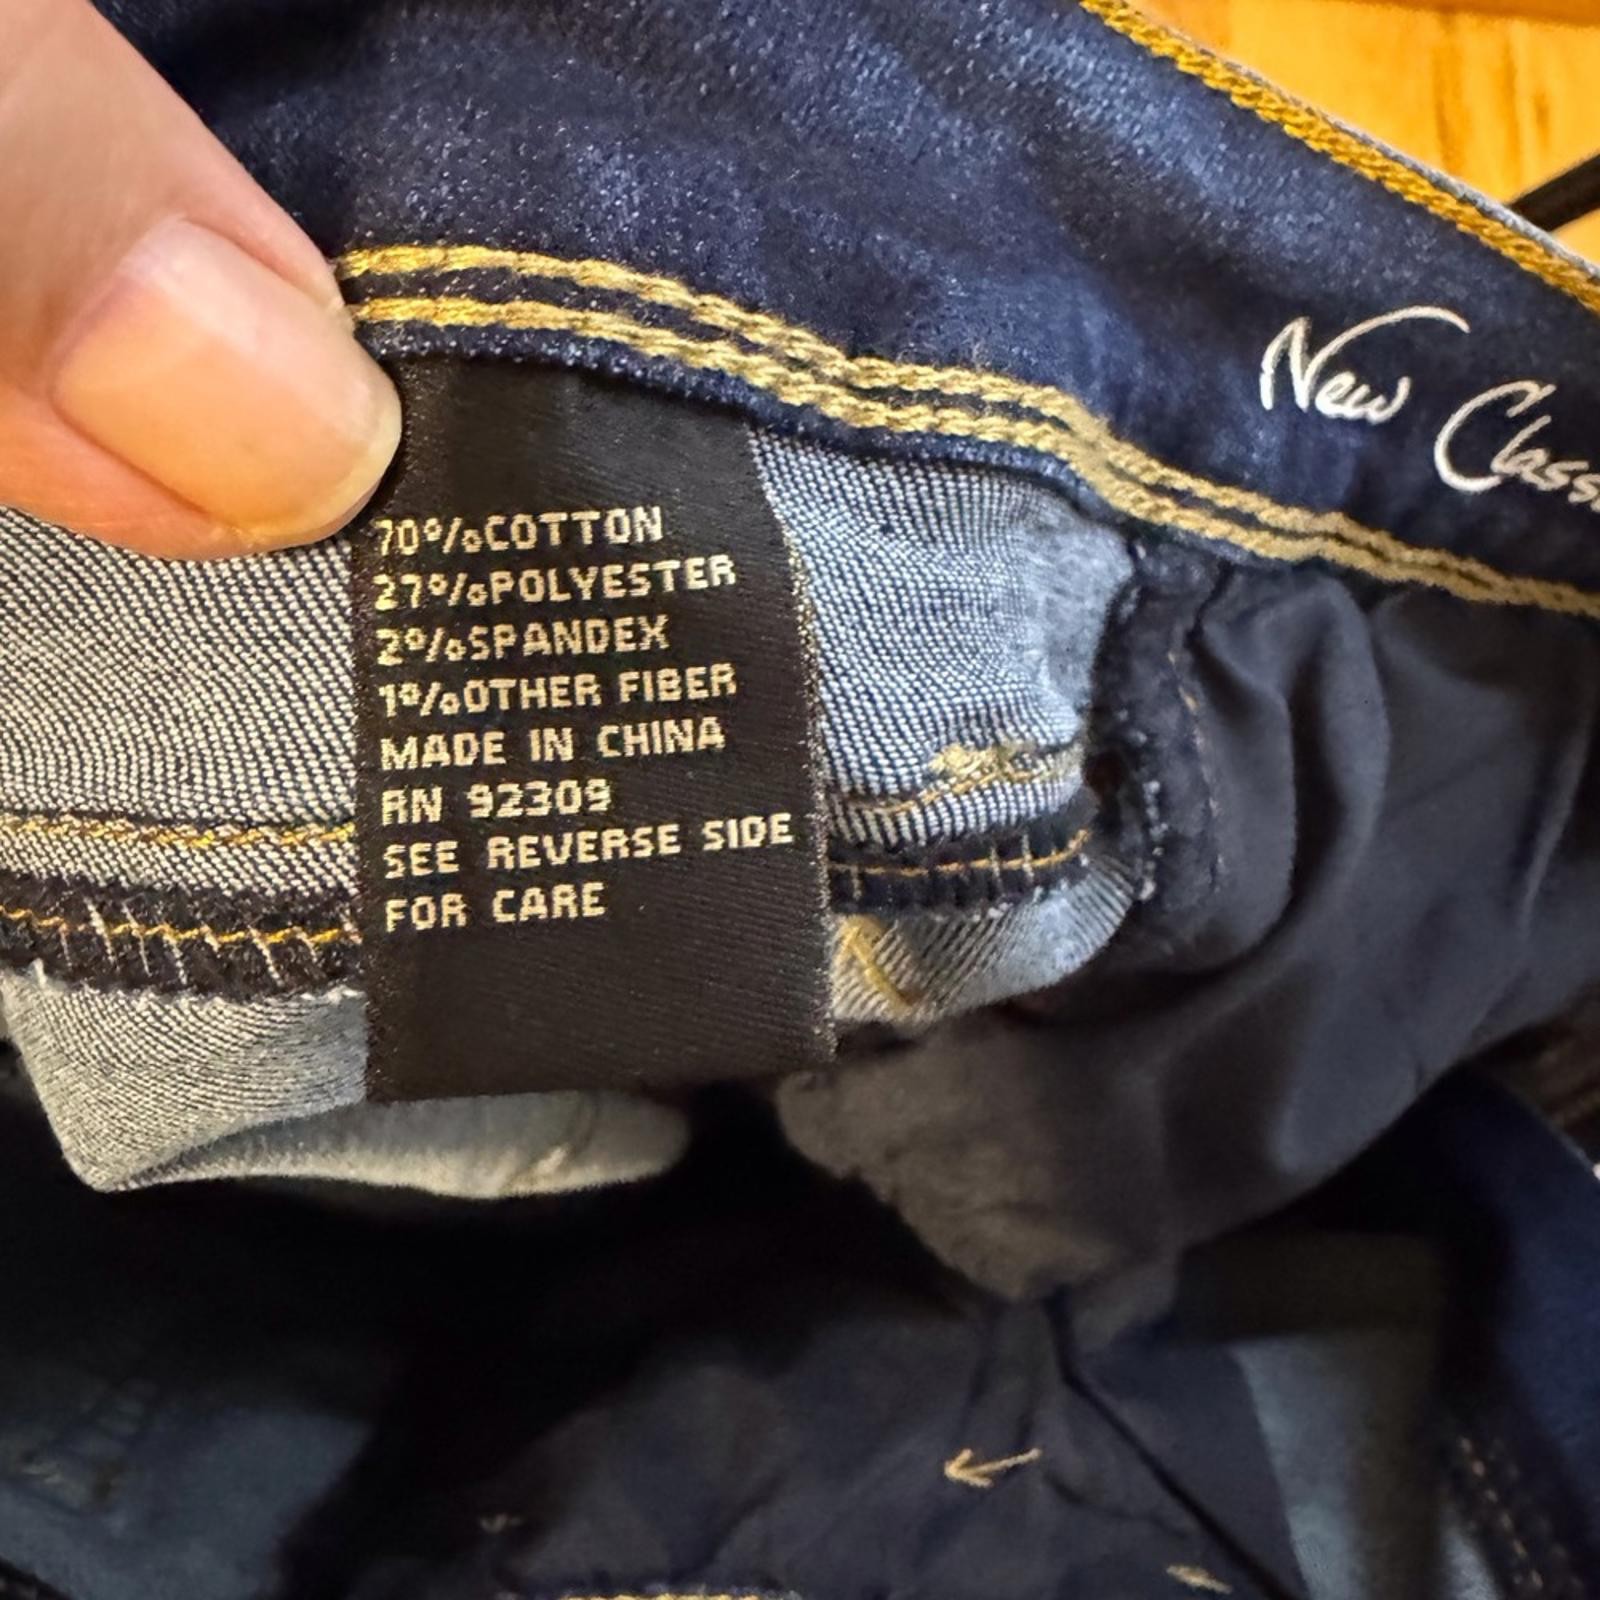 New Class
70%COTTON
27%POLYESTER
2%SPANDEX
1%OTHER FIBER
MADE IN CHINA
RN 92309
SEE REVERSE SIDE
FOR CARE